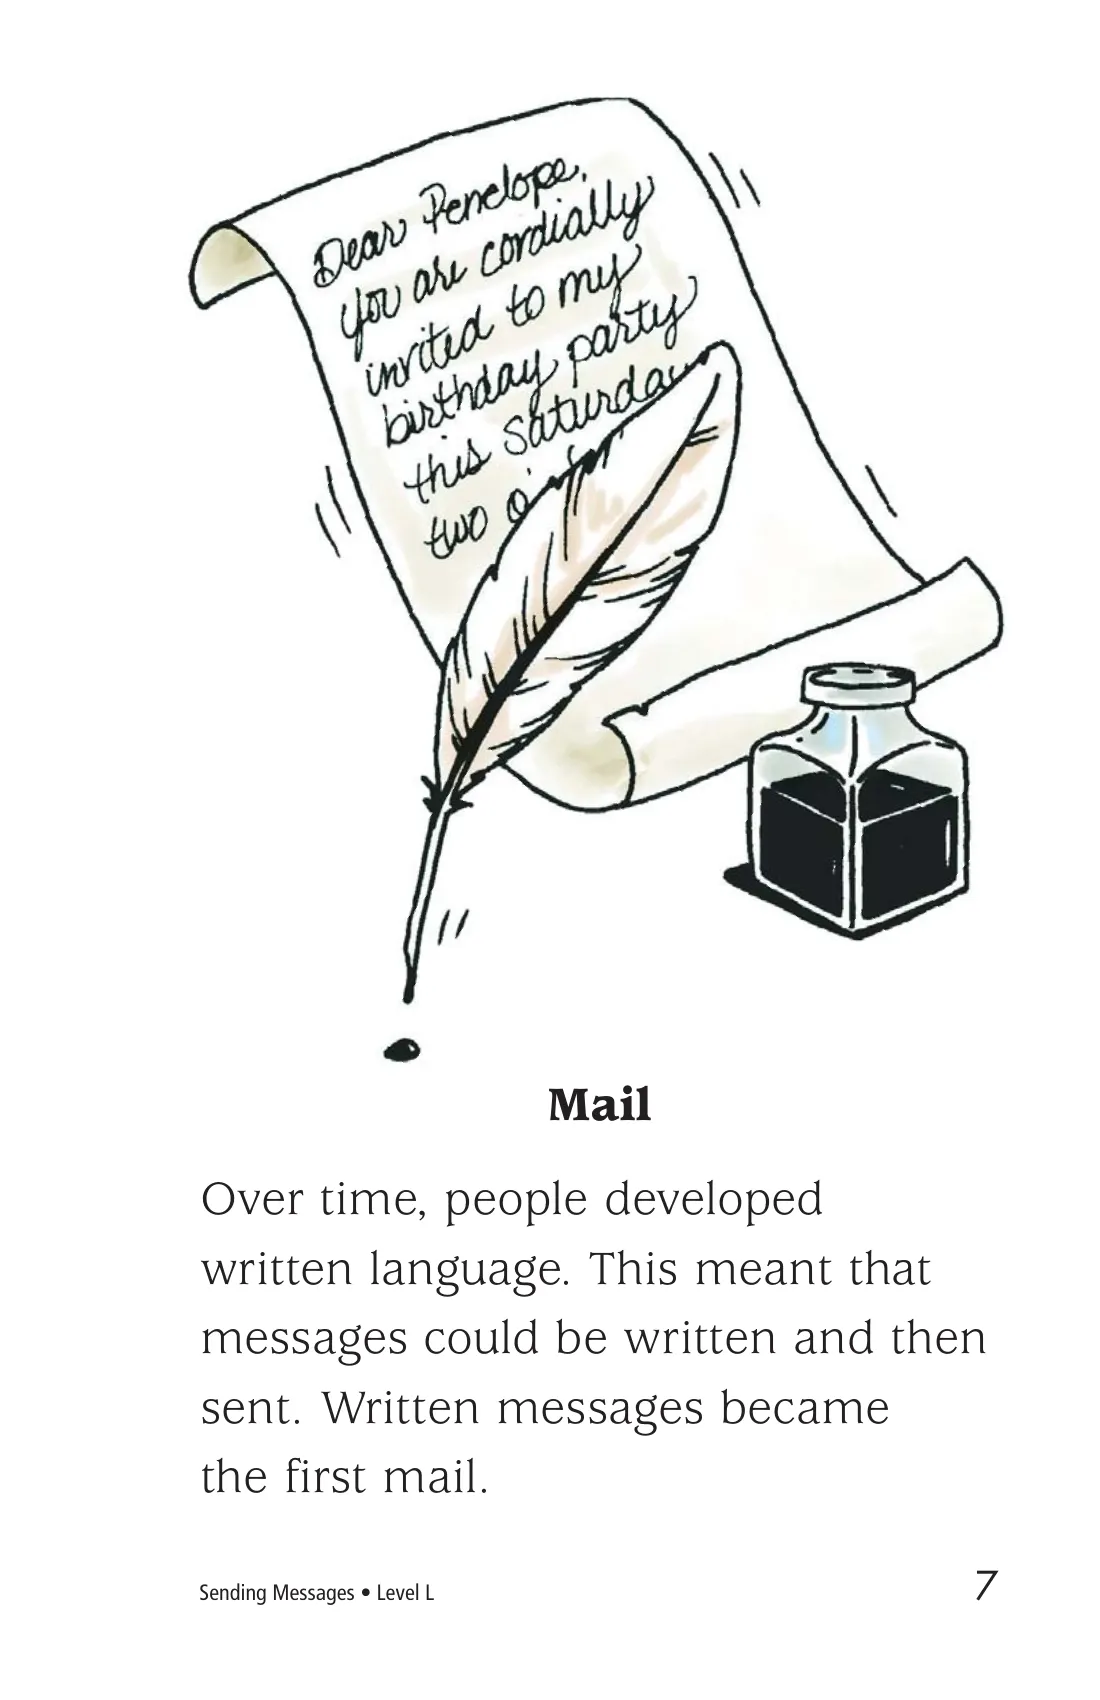 Dear Penelope,
you are cordially
invited to my
birthday party
this Saturday
two
Mail
Over time, people developed
written language. This meant that
messages could be written and then
sent. Written messages became
the first mail.
Sending Messages • Level L
7